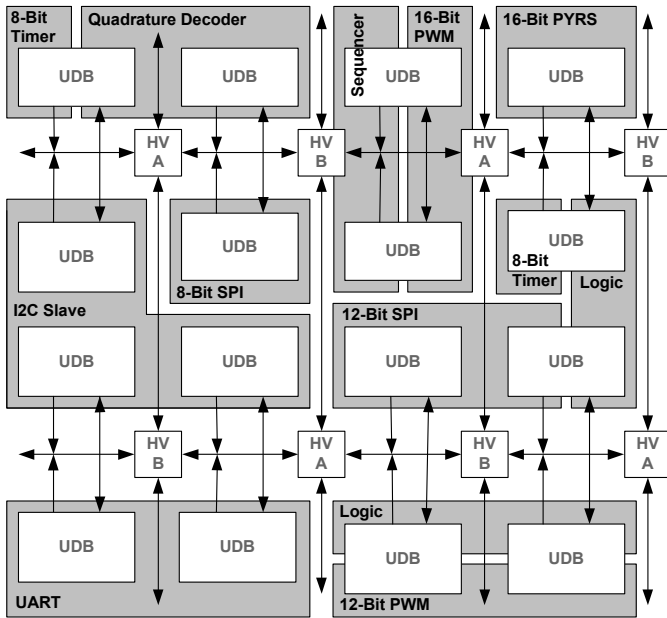 8-Bit
Timer
Quadrature Decoder
Sequencer
16-Bit
PWM
16-Bit PYRS
UDB
UDB
UDB
UDB
HV
A
HV
B
HV
A
HV
B
UDB
UDB
UDB
UDB
8-Bit
Timer
Logic
8-Bit SPI
I2C Slave
12-Bit SPI
UDB
UDB
UDB
UDB
HV
B
HV
A
HV
B
HV
A
Logic
UDB
UDB
UDB
UDB
UART
12-Bit PWM